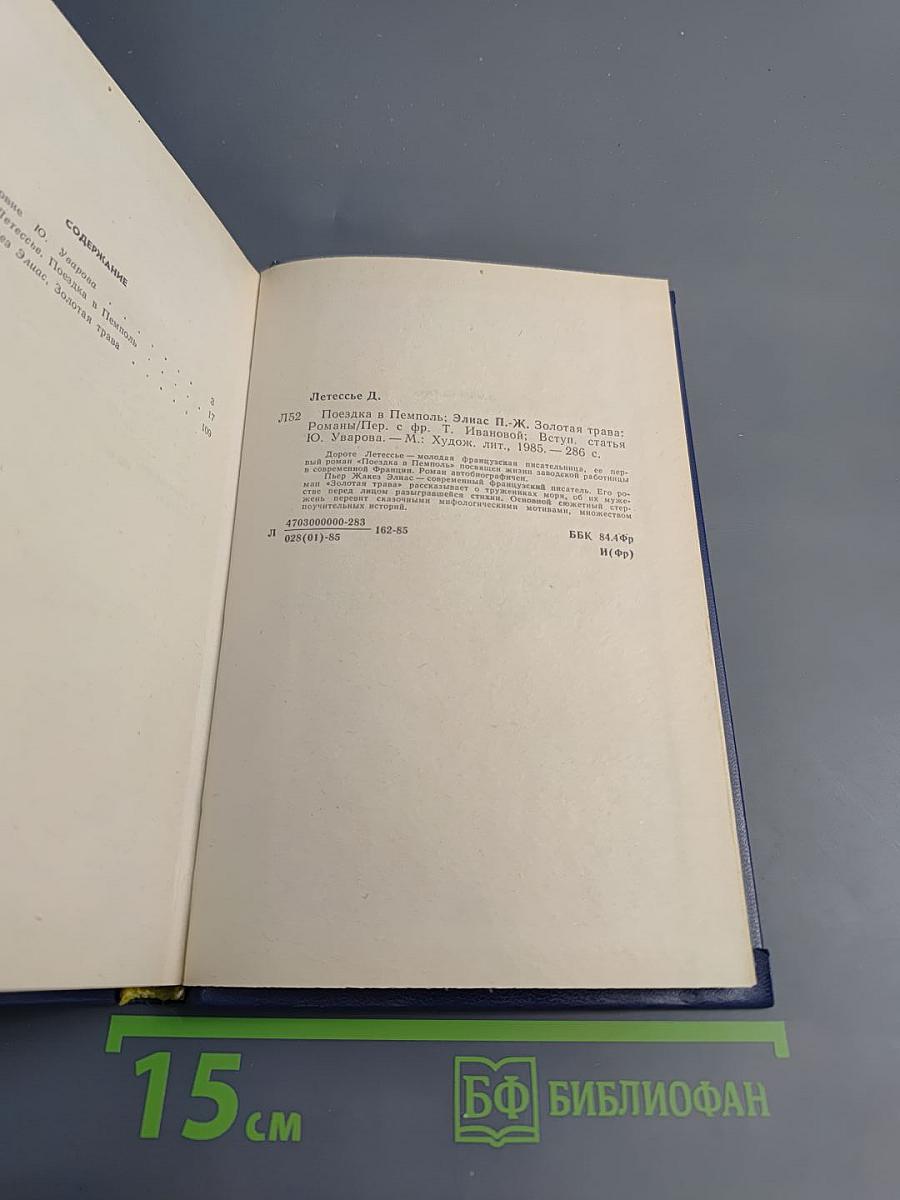 СОДЕРЖАНИЕ
Ю. Уварова . . .
Летессье. Поездка в Пемполь . . . 
Элиас. Золотая трава . . . . .
17
100
Летессье Д.
Л52 Поездка в Пемполь; Элиас П.-Ж. Золотая трава:
Романы/Пер. с фр. Т. Ивановой; Вступ. статья
Ю. Уварова. — М.: Худож. лит., 1985. — 286 с.
Дороте Летессье — молодая французская писательница, ее пер-
вый роман «Поездка в Пемполь» посвящен жизни заводской работницы
в современной Франции. Роман автобиографичен.
Пьер Жакез Элиас — современный французский писатель. Его ро-
ман «Золотая трава» рассказывает о тружениках моря, об их муже-
стве перед лицом разыгравшейся стихии. Основной сюжетный стер-
жень перевит сказочными мифологическими мотивами, множеством
поучительных историй.
Л 4703000000-283
028(01)-85
162-85
ББК 84.4Фр
И(Фр)
15 см
БФ БИБЛИОФАН